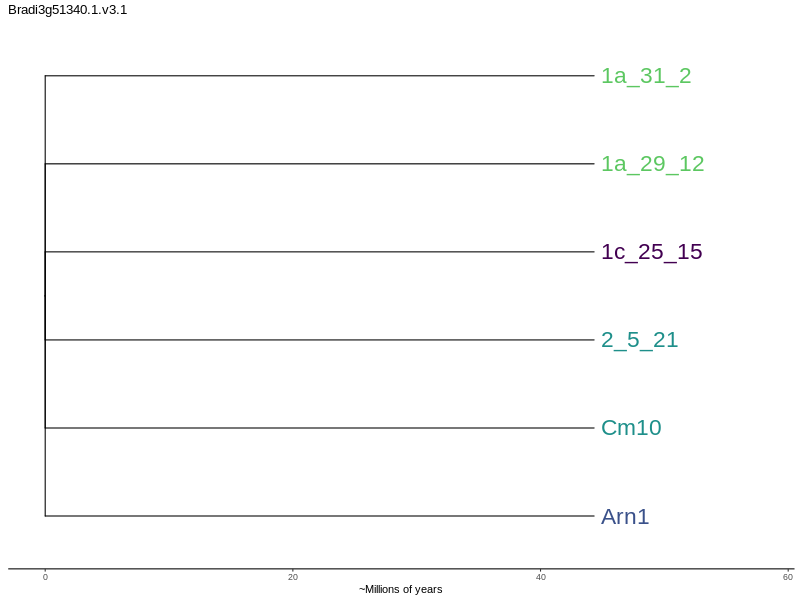 Bradi3g51340.1.v3.1
1a_31_2
1a_29_12
1c_25_15
2_5_21
Cm10
Arn1
0 20 40 60
~Millions of years